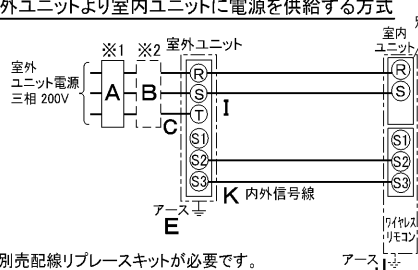 外ユニットより室内ユニットに電源を供給する方式
※1
※2
室外ユニット
室内
ユニット
室外
ユニット電源
三相 200V
A
B
C
R
S
T
S1
S2
S3
I
R
S
S1
S2
S3
K 内外信号線
アース
E
ワイヤレス
リモコン
別売配線リプレースキットが必要です。
アース